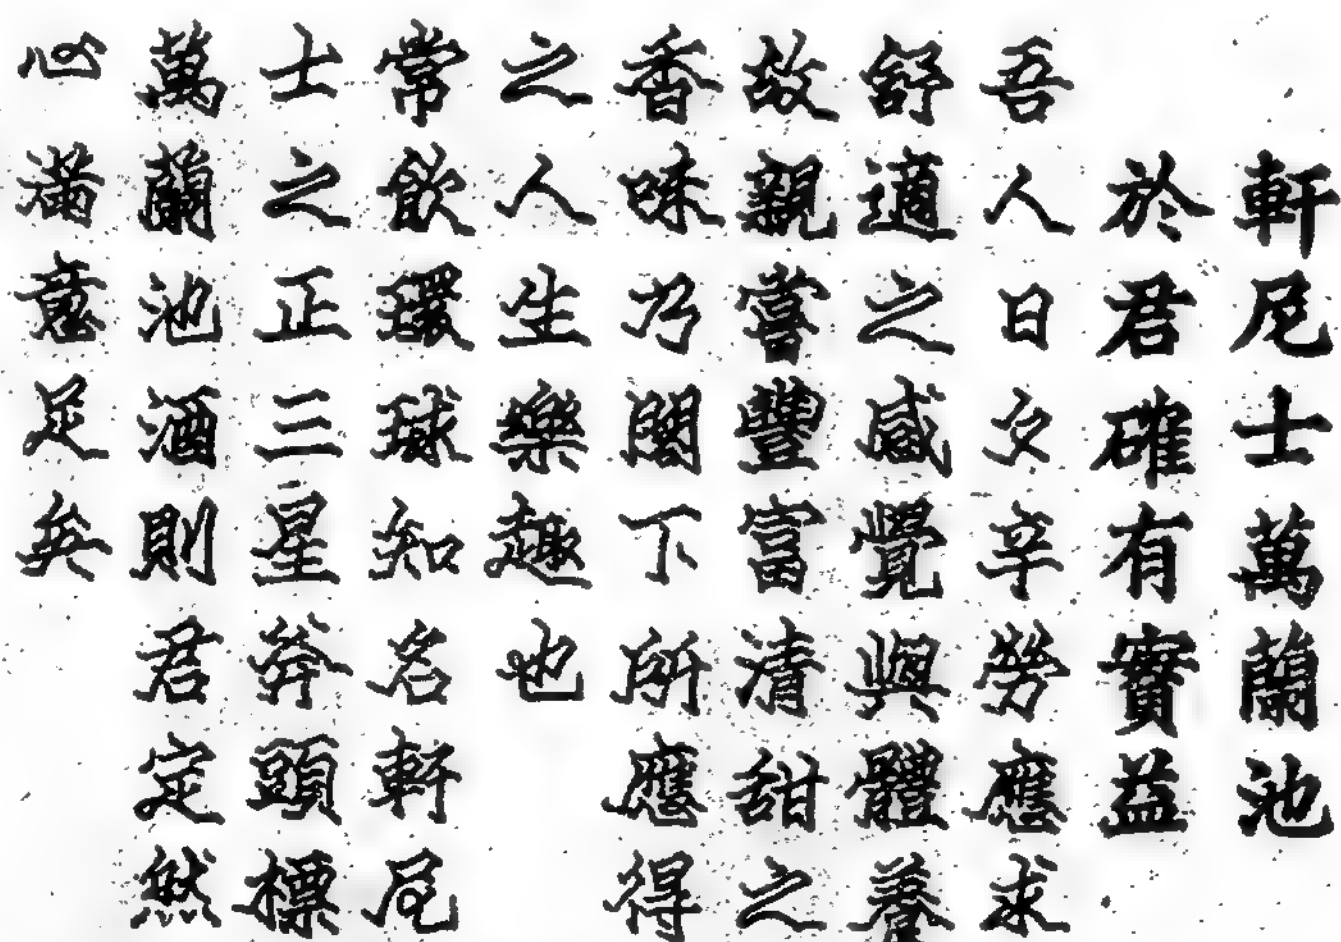 軒尼士萬蘭池
於君確有實益
吾人日夕辛勞應求
舒適之感覺與體養
故親嘗豐富清甜之
香味乃閣下所應得
之人生樂趣也
常飲環球知名軒尼
士之正三星斧頭標
萬蘭池酒則君定然
心滿意足矣